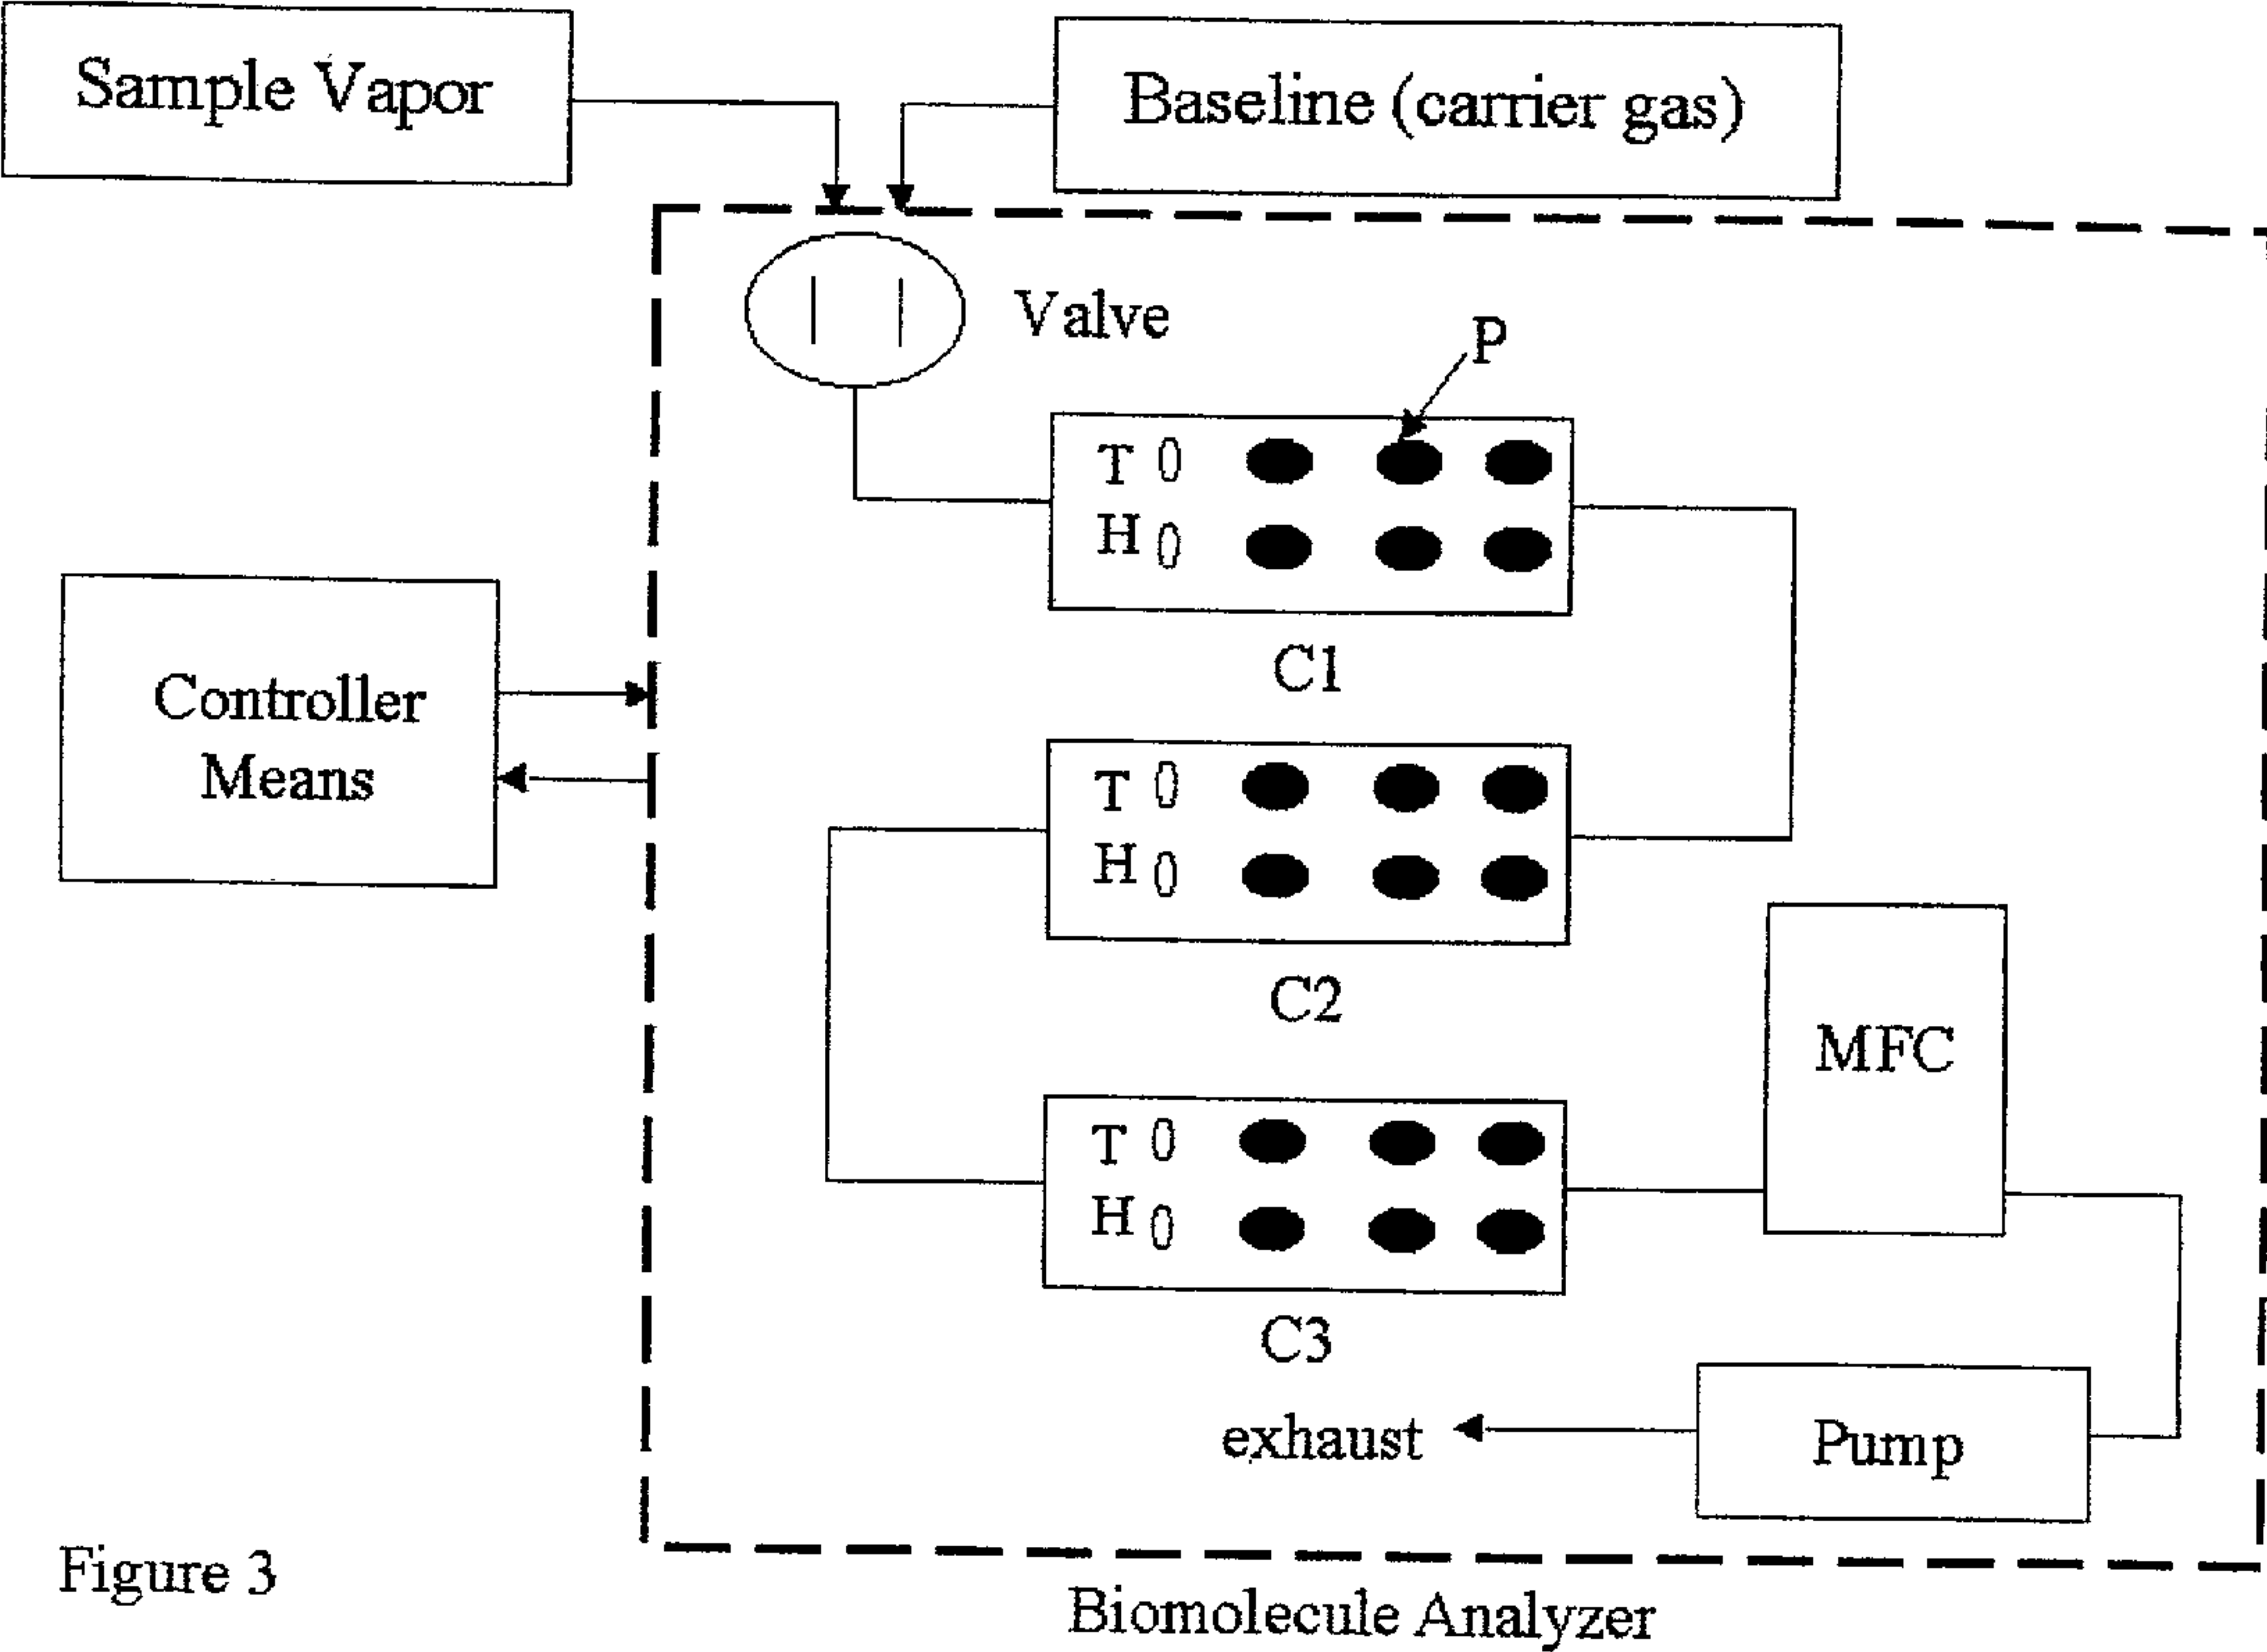 Sample Vapor
Baseline (carrier gas)
Valve
P
T
H
C1
Controller
Means
T
H
C2
MFC
T
H
C3
exhaust
Pump
Figure 3
Biomolecule Analyzer